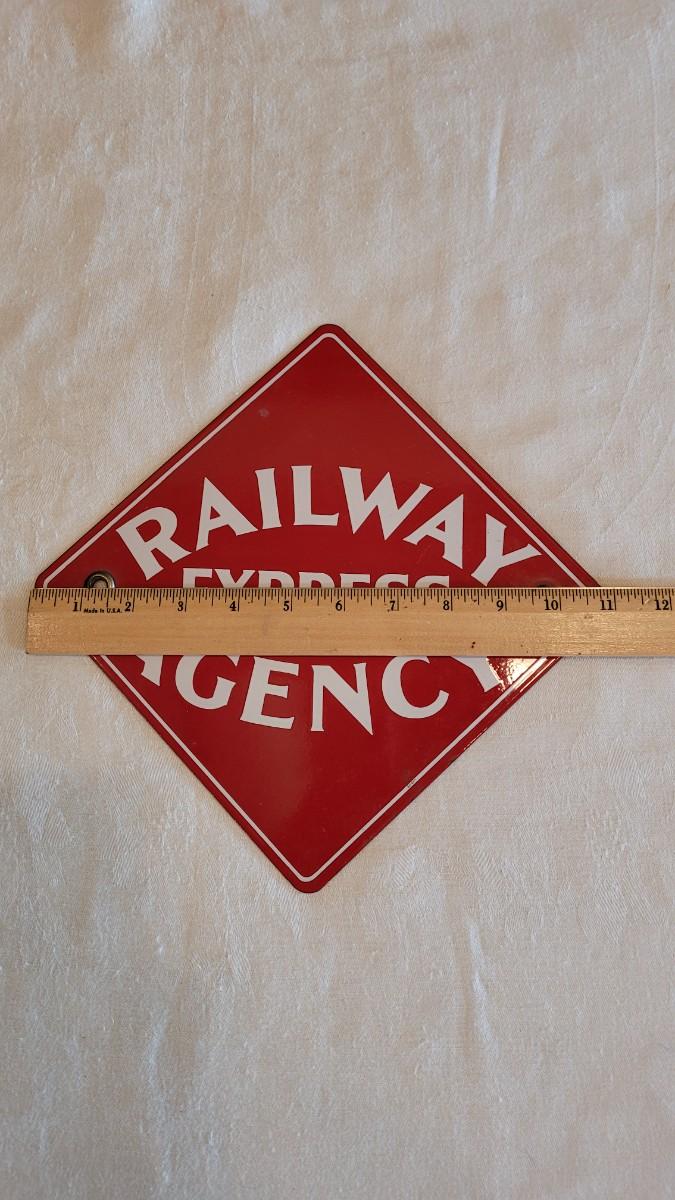 RAILWAY
EXPRESS
1 2 3 4 5 6 7 8 9 10 11 12
Made in U.S.A.
AGENCY